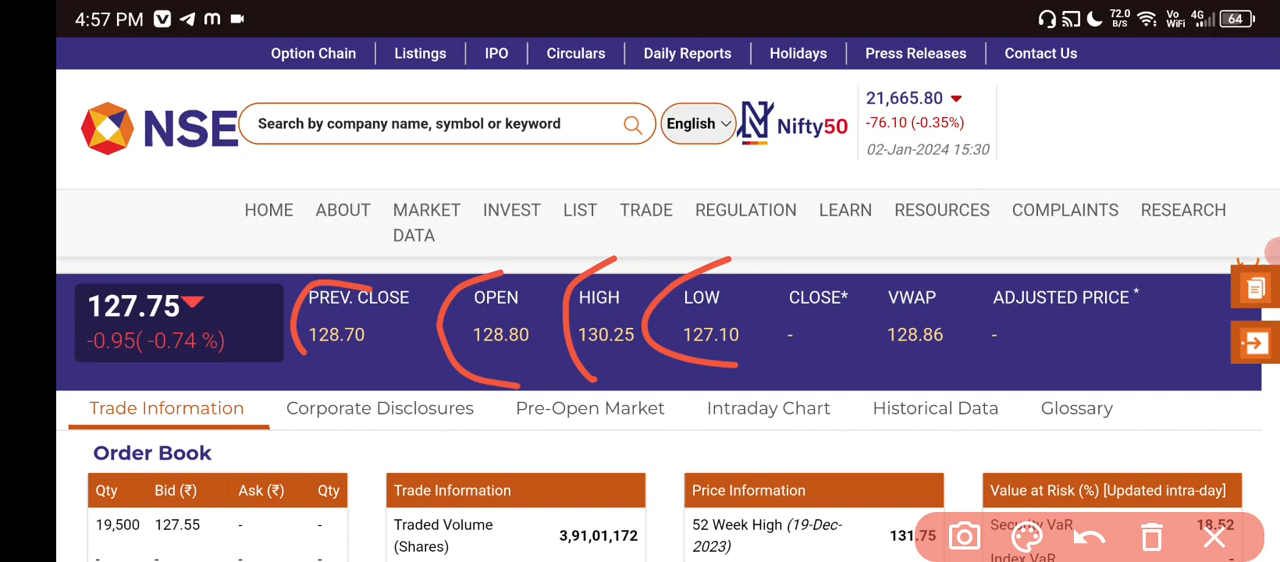 4:57 PM
72.0 B/S
Vo WiFi
4G
64
Option Chain Listings IPO Circulars Daily Reports Holidays Press Releases Contact Us
NSE
Search by company name, symbol or keyword
English
Nifty50
21,665.80
-76.10 (-0.35%)
02-Jan-2024 15:30
HOME ABOUT MARKET DATA INVEST LIST TRADE REGULATION LEARN RESOURCES COMPLAINTS RESEARCH
127.75
-0.95( -0.74 %)
PREV. CLOSE OPEN HIGH LOW CLOSE* VWAP ADJUSTED PRICE *
128.70 128.80 130.25 127.10 - 128.86 -
Trade Information Corporate Disclosures Pre-Open Market Intraday Chart Historical Data Glossary
Order Book
Qty Bid (₹) Ask (₹) Qty
19,500 127.55 - -
- - - -
Trade Information
Traded Volume (Shares) 3,91,01,172
Price Information
52 Week High (19-Dec-2023) 131.75
Value at Risk (%) [Updated intra-day]
Security VaR 18.52
Index VaR -